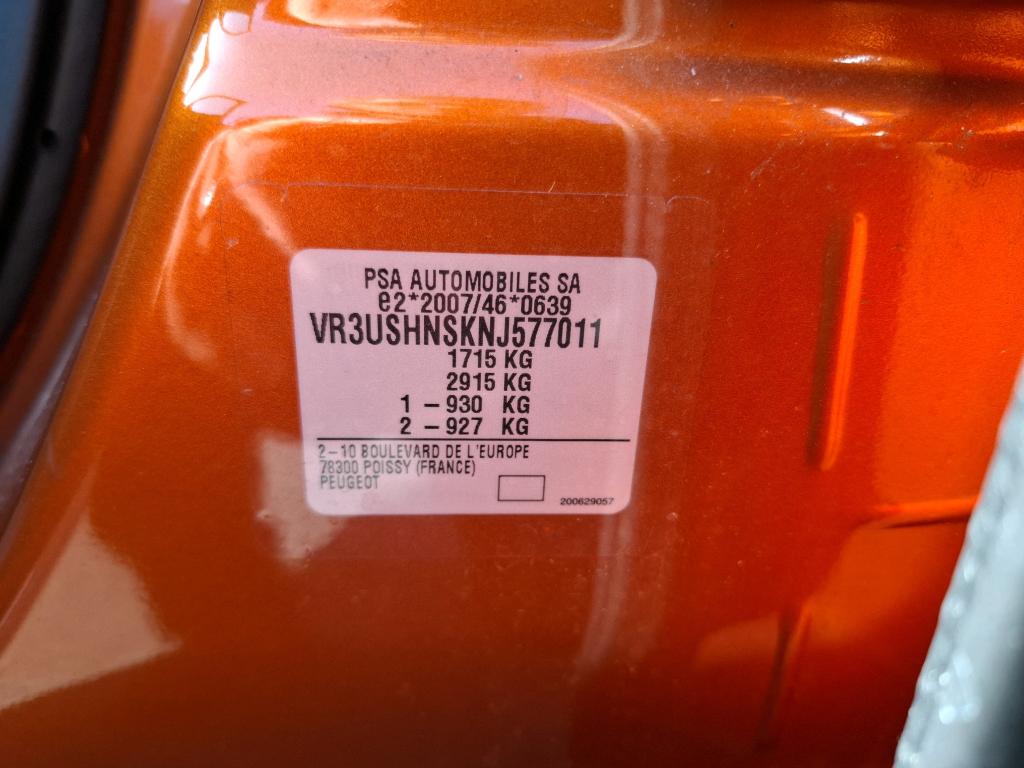 PSA AUTOMOBILES SA
e2*2007/46*0639
VR3USHNSKNJ577011
1715 KG
2915 KG
1 – 930 KG
2 – 927 KG
2–10 BOULEVARD DE L'EUROPE
78300 POISSY (FRANCE)
PEUGEOT
200629057